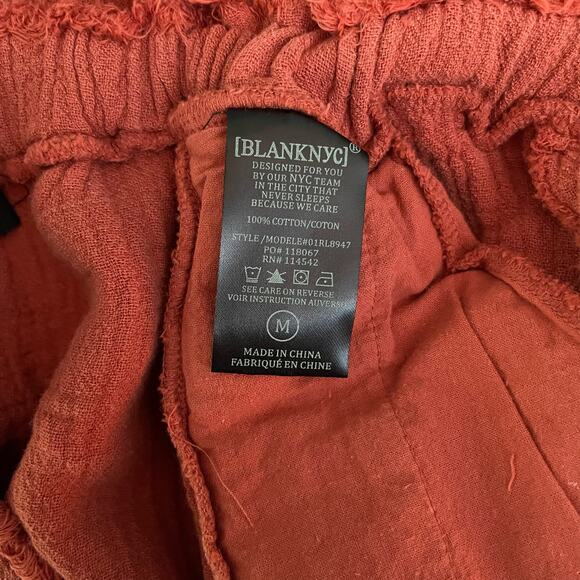 [BLANKNYC]®
DESIGNED FOR YOU
BY OUR NYC TEAM
IN THE CITY THAT
NEVER SLEEPS
BECAUSE WE CARE
100% COTTON/COTON
STYLE/MODELE#01RL8947
PO# 118067
RN# 114542
SEE CARE ON REVERSE
VOIR INSTRUCTION AUVERSO
M
MADE IN CHINA
FABRIQUÉ EN CHINE